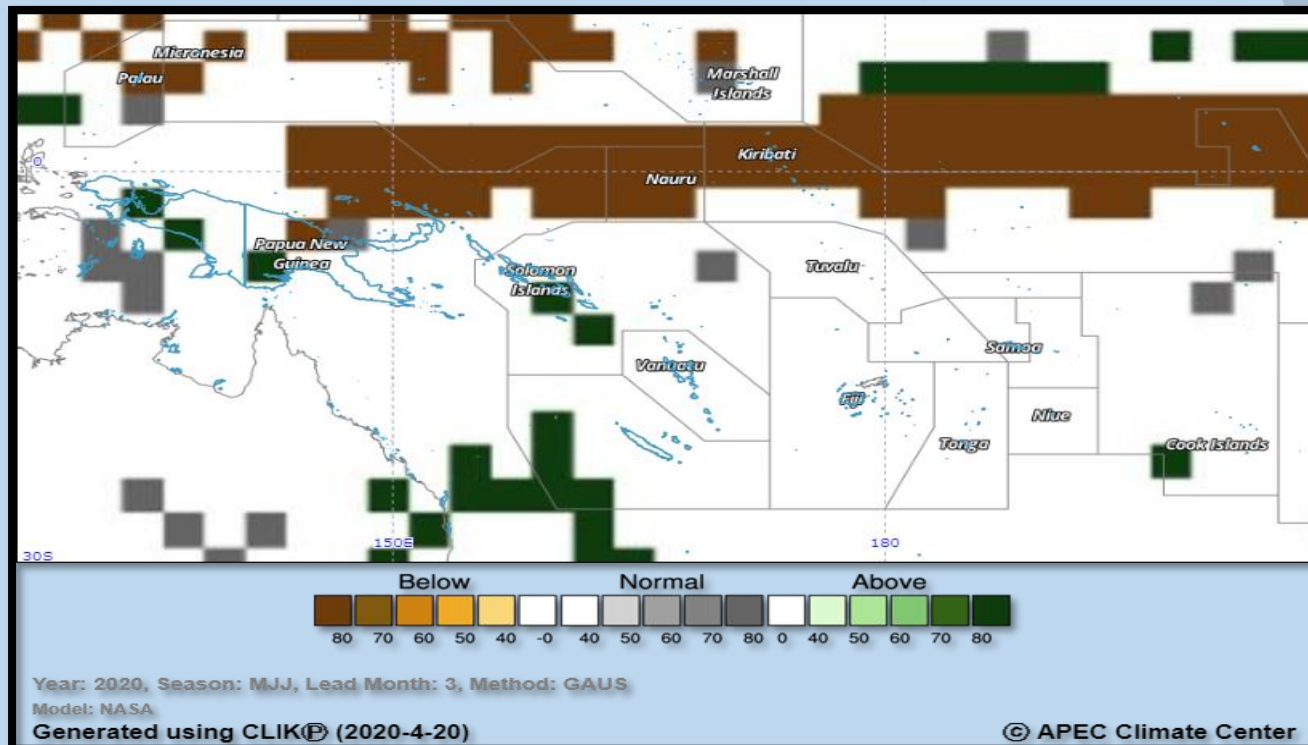 Micronesia
Palau
Marshall
Islands
0
Kiribati
Nauru
Papua New
Guinea
Solomon
Islands
Tuvalu
Samoa
Vanuatu
Fiji
Niue
Tonga
Cook Islands
30S
150E
180
Below Normal Above
80 70 60 50 40 -0 40 50 60 70 80 0 40 50 60 70 80
Year: 2020, Season: MJJ, Lead Month: 3, Method: GAUS
Model: NASA
Generated using CLIKⓅ (2020-4-20)
© APEC Climate Center